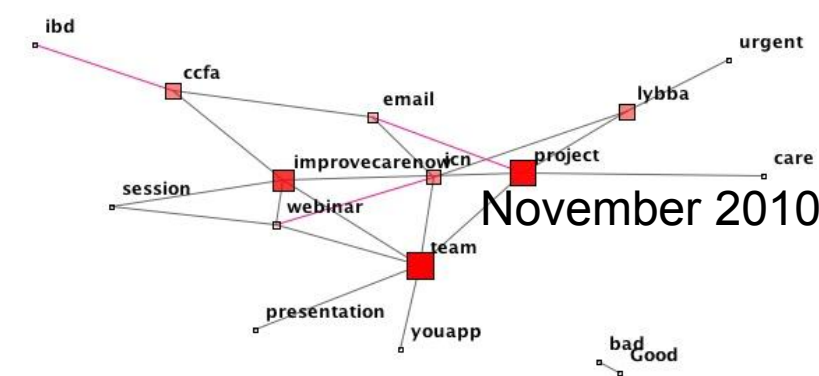 ibd
urgent
ccfa
lybba
email
improvecarenow
icn
project
care
session
webinar
November 2010
team
presentation
youapp
bad
Good